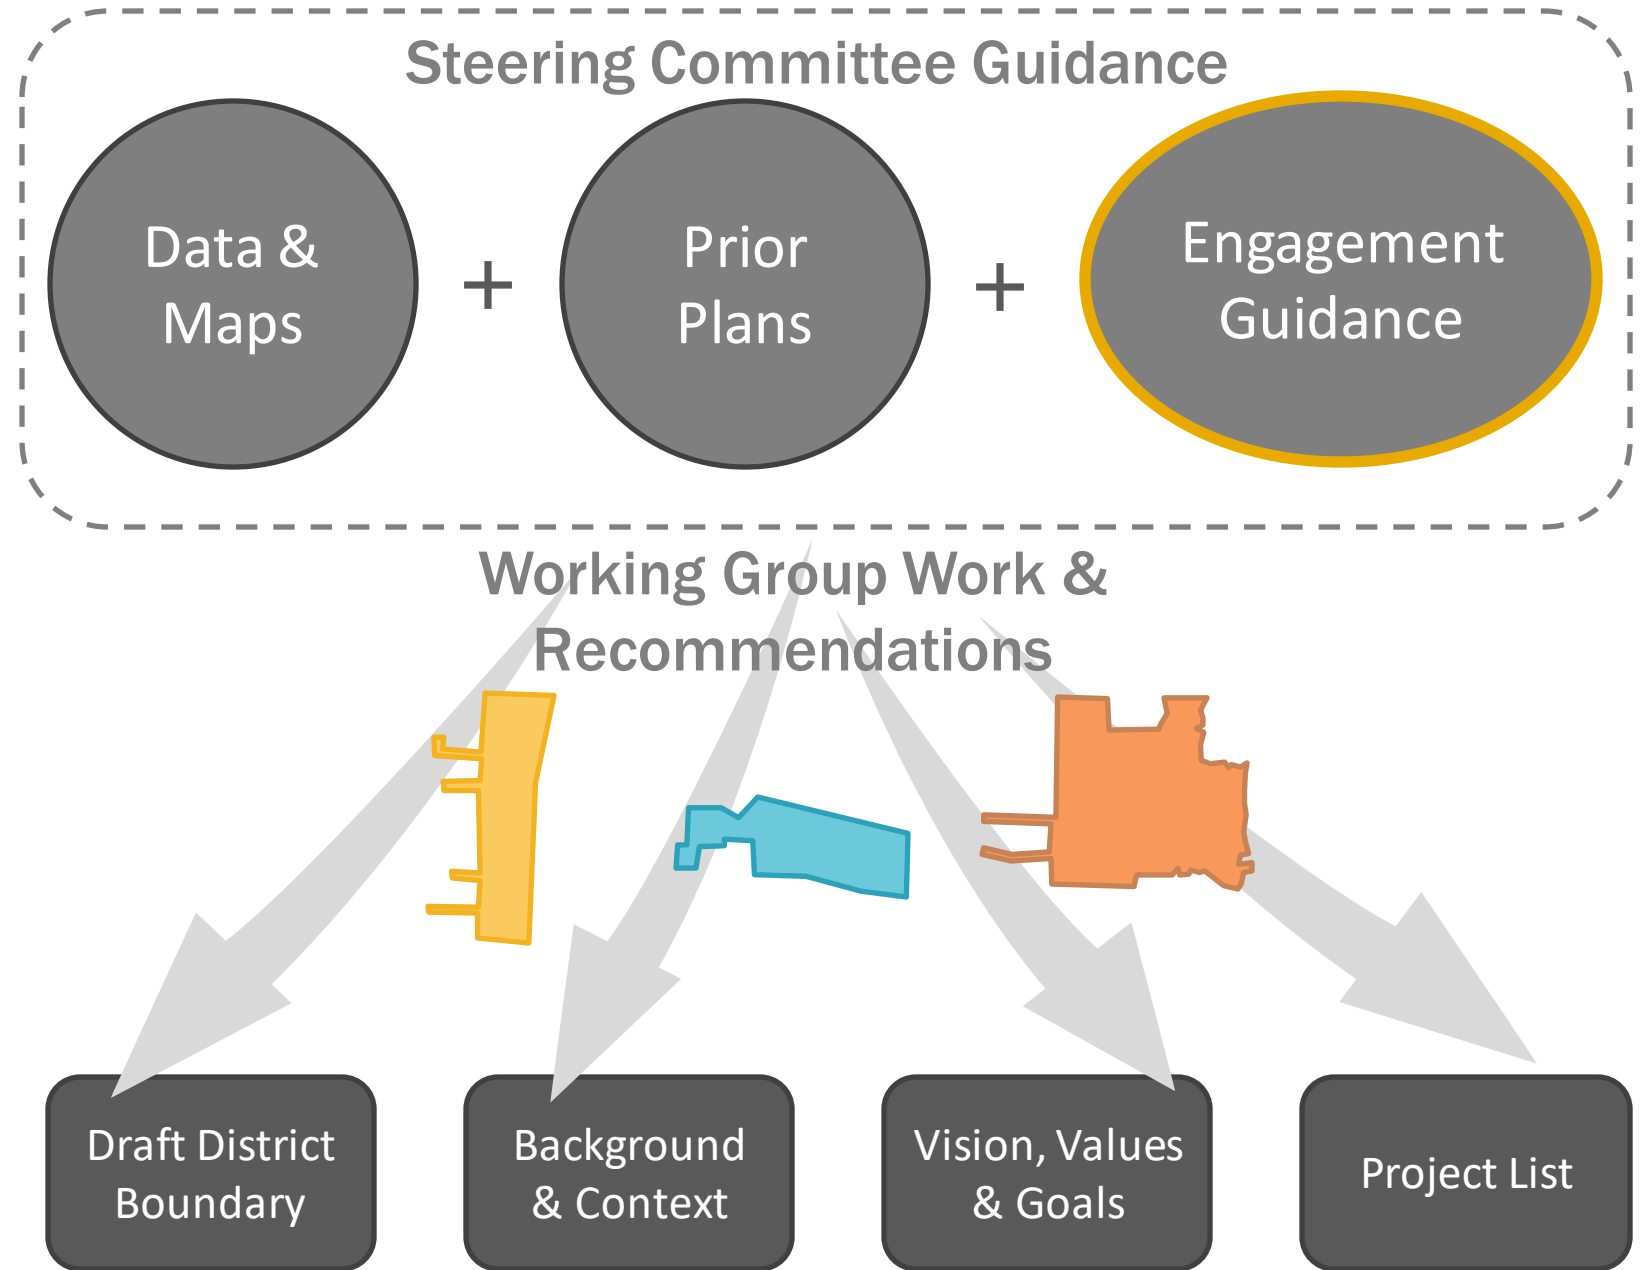 Steering Committee Guidance
Data &
Maps
+
Prior
Plans
+
Engagement
Guidance
Working Group Work &
Recommendations
Draft District
Boundary
Background
& Context
Vision, Values
& Goals
Project List